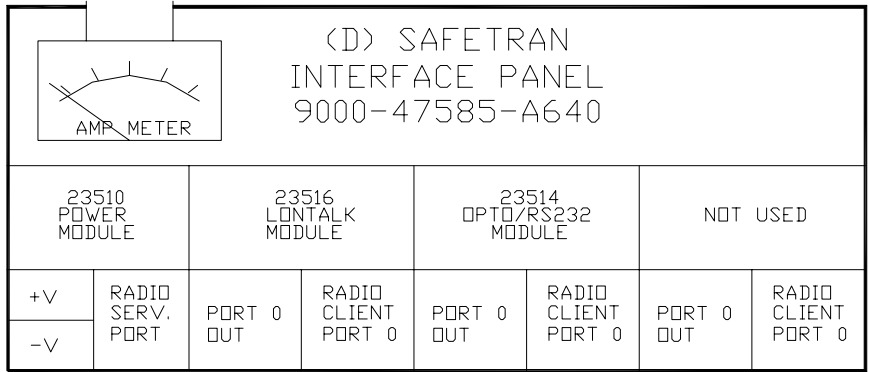 (D) SAFETRAN
INTERFACE PANEL
9000-47585-A640
AMP METER
23510
POWER
MODULE
23516
LONTALK
MODULE
23514
OPTO/RS232
MODULE
NOT USED
+V
-V
RADIO
SERV.
PORT
PORT 0
OUT
RADIO
CLIENT
PORT 0
PORT 0
OUT
RADIO
CLIENT
PORT 0
PORT 0
OUT
RADIO
CLIENT
PORT 0